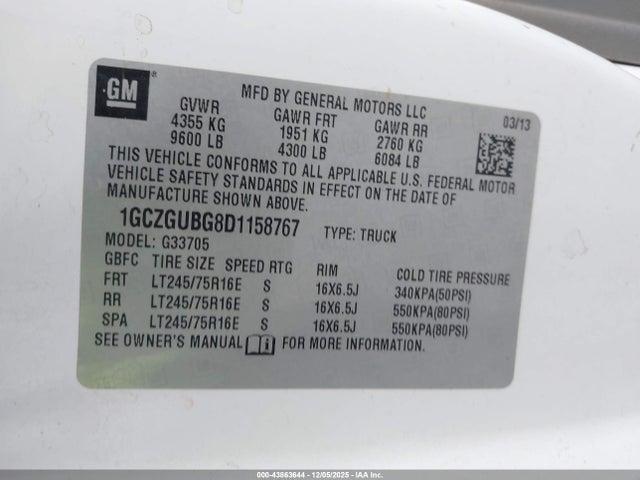 GM®
MFD BY GENERAL MOTORS LLC
03/13
GVWR GAWR FRT GAWR RR
4355 KG 1951 KG 2760 KG
9600 LB 4300 LB 6084 LB
THIS VEHICLE CONFORMS TO ALL APPLICABLE U.S. FEDERAL MOTOR
VEHICLE SAFETY STANDARDS IN EFFECT ON THE DATE OF
MANUFACTURE SHOWN ABOVE.
1GCZGUBG8D1158767 TYPE: TRUCK
MODEL: G33705
GBFC TIRE SIZE SPEED RTG RIM COLD TIRE PRESSURE
FRT LT245/75R16E S 16X6.5J 340KPA(50PSI)
RR LT245/75R16E S 16X6.5J 550KPA(80PSI)
SPA LT245/75R16E S 16X6.5J 550KPA(80PSI)
SEE OWNER'S MANUAL i FOR MORE INFORMATION.
000-43863644 - 12/05/2025 - IAA Inc.